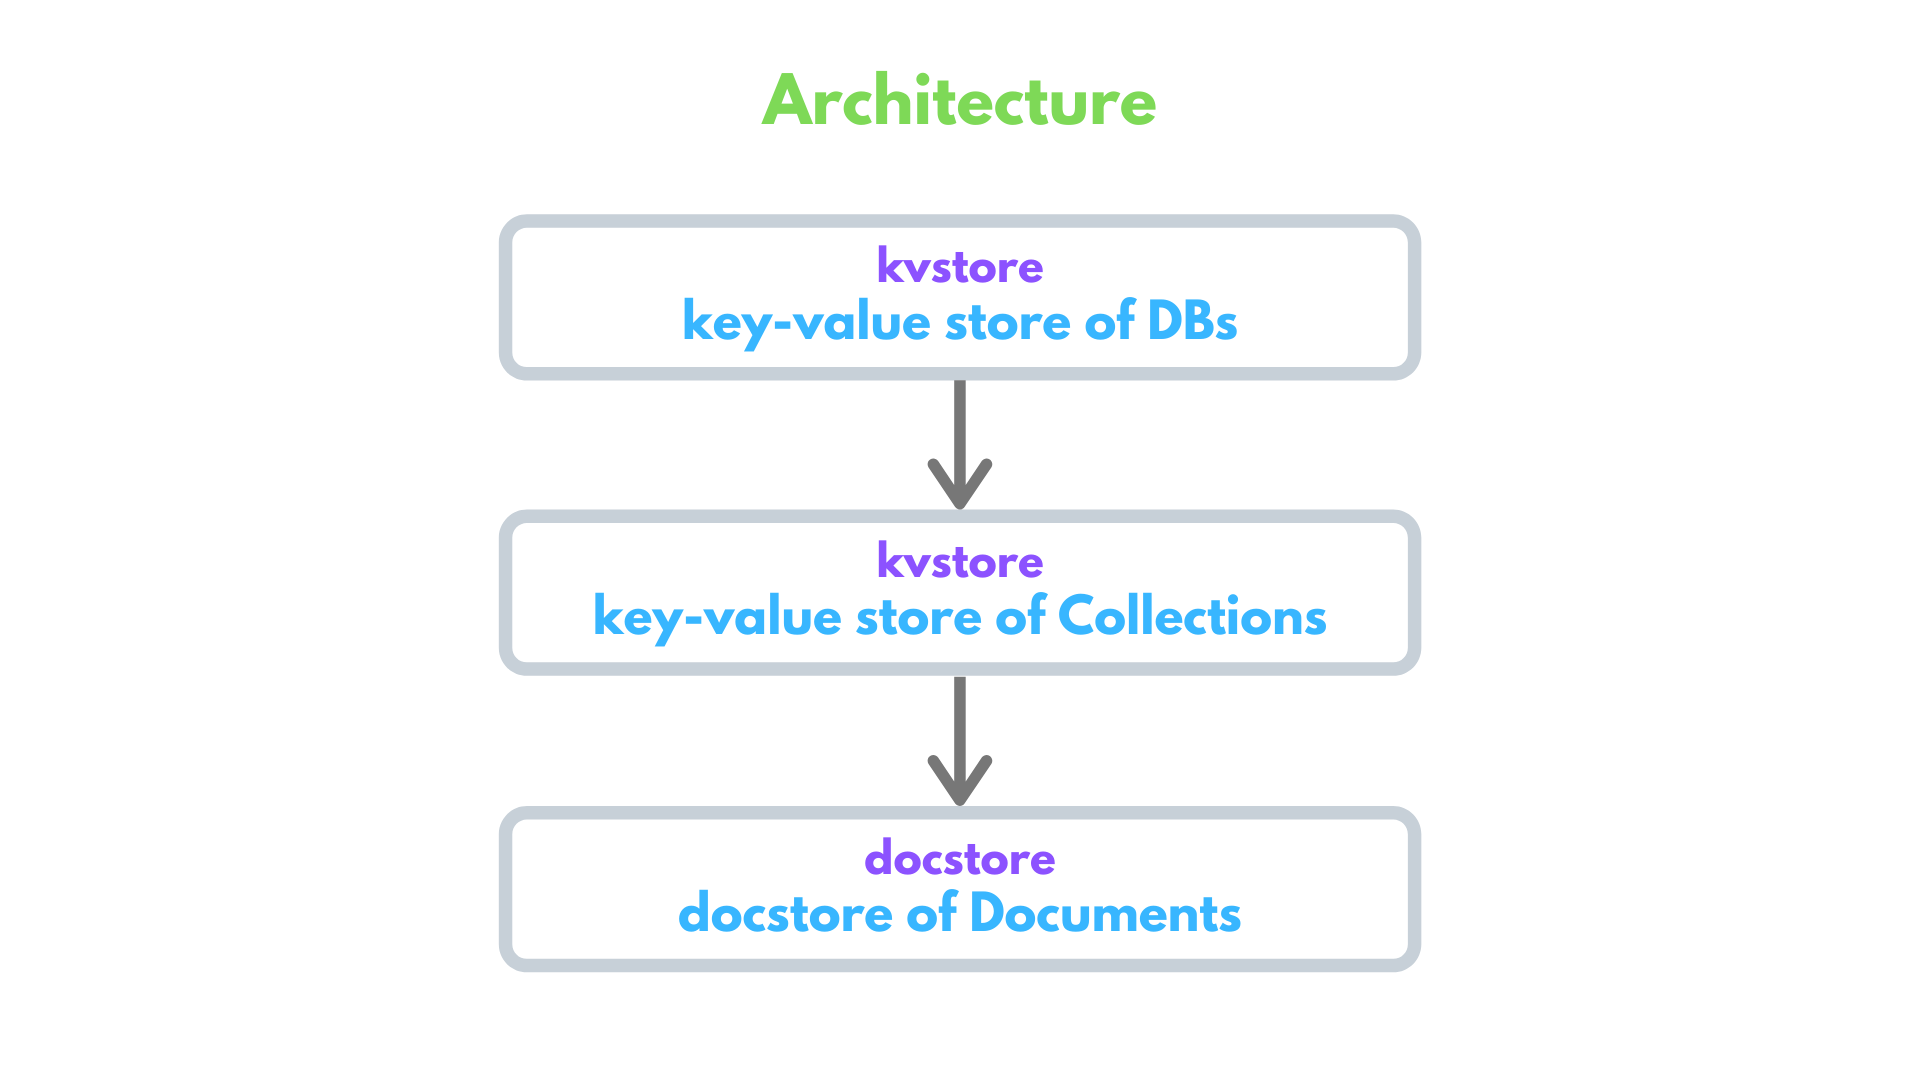 Architecture
kvstore
key-value store of DBs
kvstore
key-value store of Collections
docstore
docstore of Documents